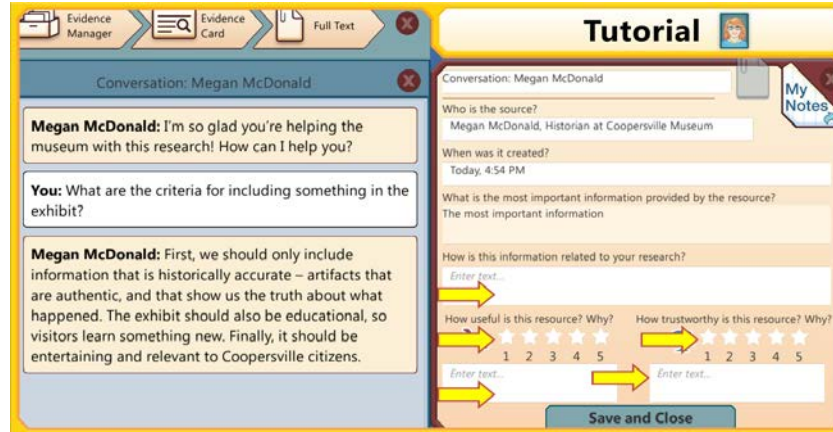 Evidence
Manager
Evidence
Card
Full Text
Tutorial
Conversation: Megan McDonald
Megan McDonald: I'm so glad you're helping the
museum with this research! How can I help you?
You: What are the criteria for including something in the
exhibit?
Megan McDonald: First, we should only include
information that is historically accurate – artifacts that
are authentic, and that show us the truth about what
happened. The exhibit should also be educational, so
visitors learn something new. Finally, it should be
entertaining and relevant to Coopersville citizens.
Conversation: Megan McDonald
My
Notes
Who is the source?
Megan McDonald, Historian at Coopersville Museum
When was it created?
Today, 4:54 PM
What is the most important information provided by the resource?
The most important information
How is this information related to your research?
Enter text...
How useful is this resource? Why?
1 2 3 4 5
Enter text...
How trustworthy is this resource? Why?
1 2 3 4 5
Enter text...
Save and Close